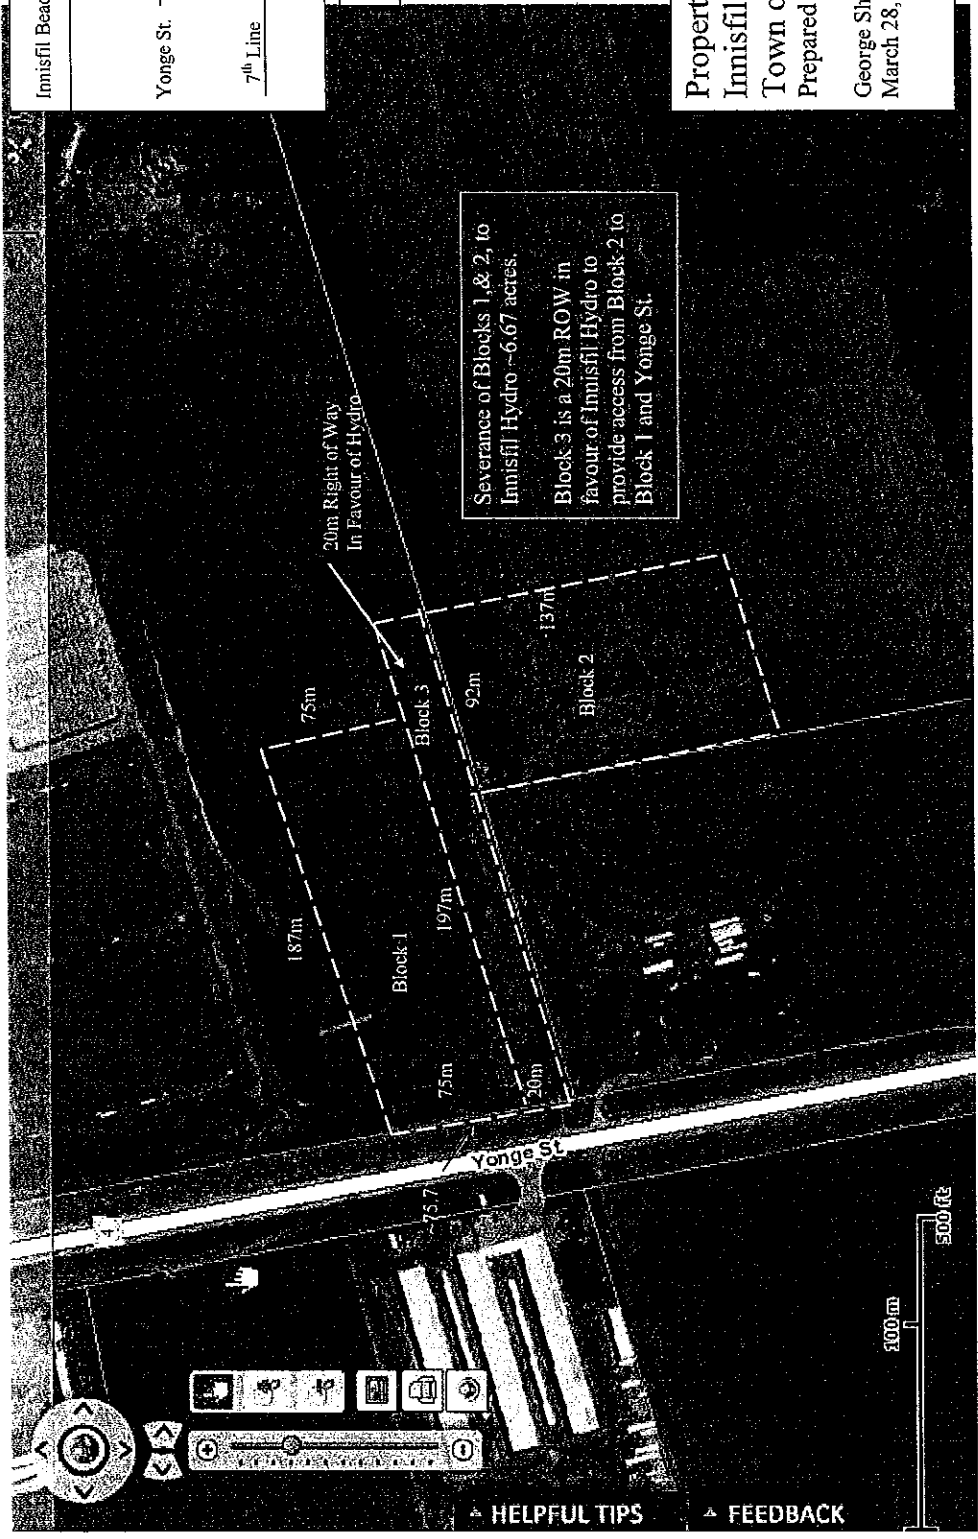 Innisfil Beac
Yonge St.
7th Line
Propert
Innisfil
Town o
Prepared
George Sh
March 28,
20m Right of Way
In Favour of Hydro
Severance of Blocks 1,& 2, to
Innisfil Hydro ~6.67 acres.
Block 3 is a 20m ROW in
favour of Innisfil Hydro to
provide access from Block 2 to
Block 1 and Yonge St.
75m
187m
Block 1
197m
Block 3
92m
137m
Block 2
75m
20m
75.7
Yonge St
4
100 m
500 ft
HELPFUL TIPS
FEEDBACK